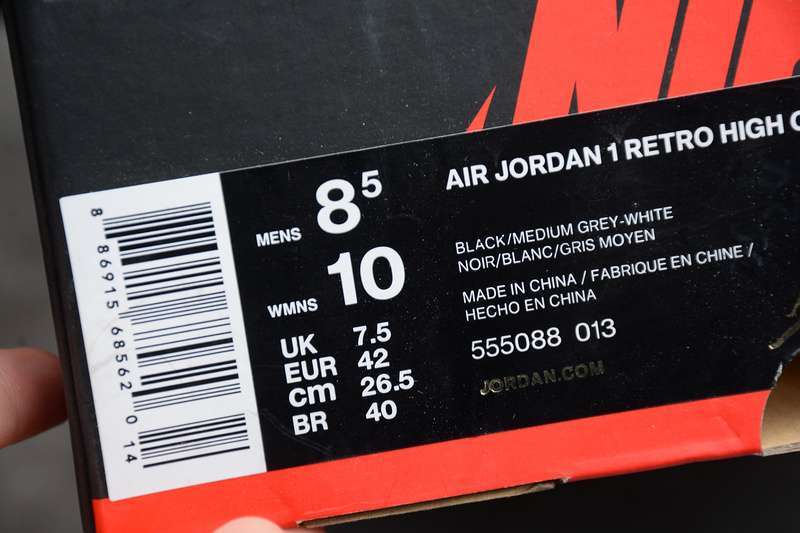 NIKE
AIR JORDAN 1 RETRO HIGH
MENS 8⁵
WMNS 10
UK 7.5
EUR 42
cm 26.5
BR 40
BLACK/MEDIUM GREY-WHITE
NOIR/BLANC/GRIS MOYEN
MADE IN CHINA / FABRIQUE EN CHINE /
HECHO EN CHINA
555088 013
JORDAN.COM
8 86915 68562 0 14